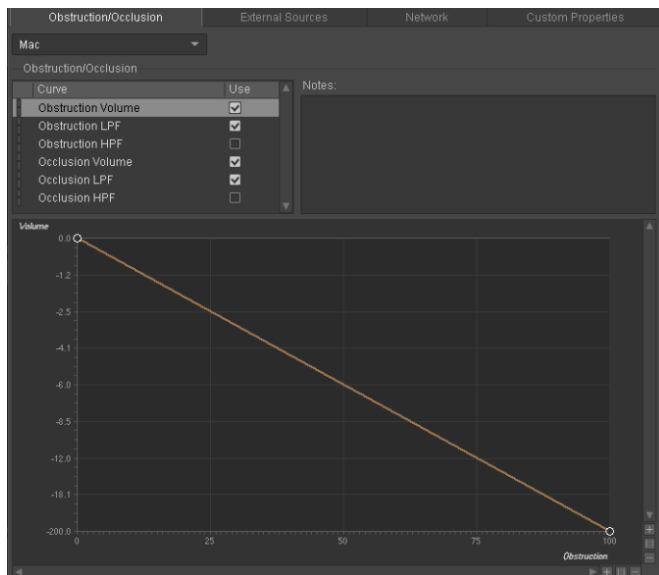 Obstruction/Occlusion External Sources Network Custom Properties
Mac
Obstruction/Occlusion
Curve Use Notes:
Obstruction Volume
Obstruction LPF
Obstruction HPF
Occlusion Volume
Occlusion LPF
Occlusion HPF
Volume
0.0
-1.2
-2.5
-4.1
-6.0
-8.5
-12.0
-18.1
-200.0
0 25 50 75 100
Obstruction